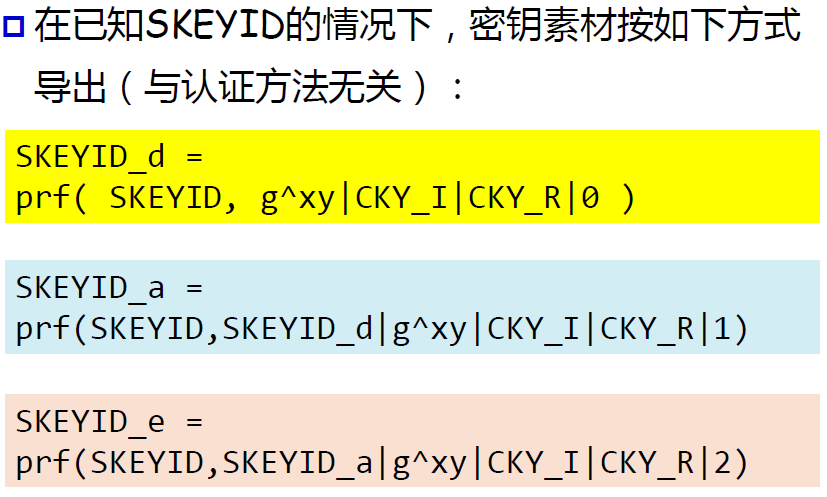 在已知SKEYID的情况下，密钥素材按如下方式
导出（与认证方法无关）：
SKEYID_d =
prf( SKEYID, g^xy|CKY_I|CKY_R|0 )
SKEYID_a =
prf(SKEYID,SKEYID_d|g^xy|CKY_I|CKY_R|1)
SKEYID_e =
prf(SKEYID,SKEYID_a|g^xy|CKY_I|CKY_R|2)